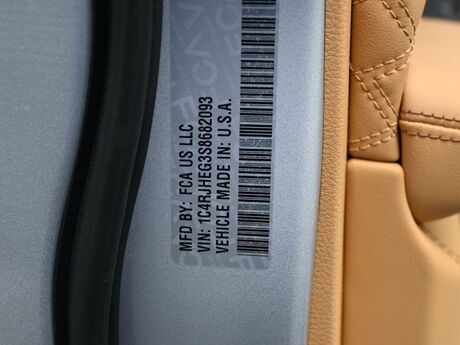 MFD BY: FCA US LLC
VIN: 1C4RJHEG3S8682093
VEHICLE MADE IN: U.S.A.